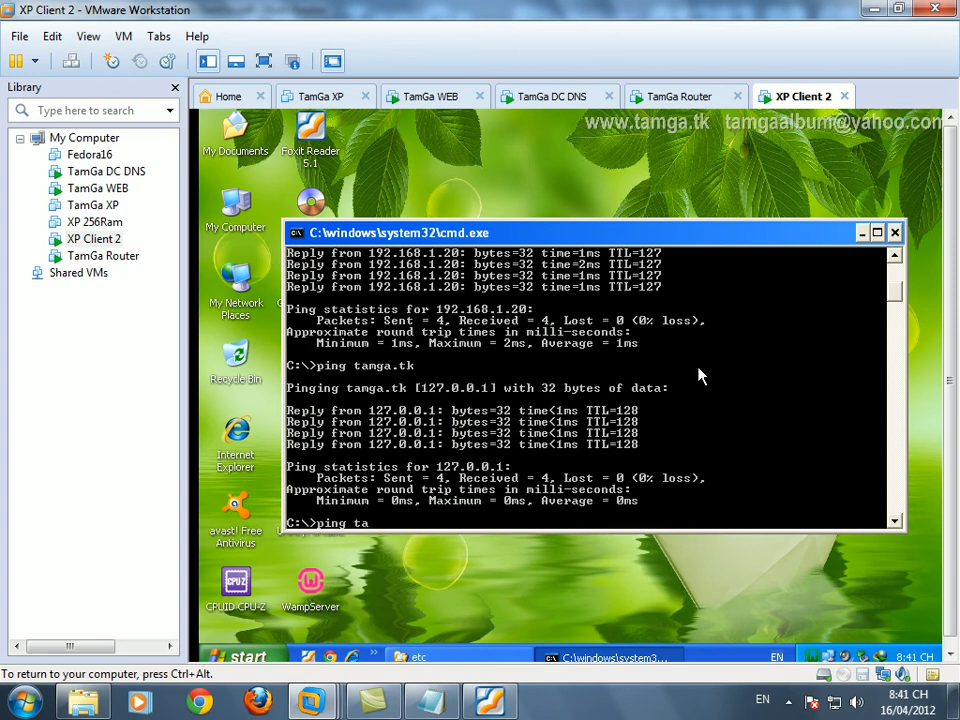 XP Client 2 - VMware Workstation
File Edit View VM Tabs Help
Library
Type here to search
My Computer
Fedora16
TamGa DC DNS
TamGa WEB
TamGa XP
XP 256Ram
XP Client 2
TamGa Router
Shared VMs
Home TamGa XP TamGa WEB TamGa DC DNS TamGa Router XP Client 2
www.tamga.tk tamgaalbum@yahoo.com
My Documents
Foxit Reader 5.1
My Computer
My Network Places
Recycle Bin
Internet Explorer
avast! Free Antivirus
CPUID CPU-Z
WampServer
C:\windows\system32\cmd.exe
Reply from 192.168.1.20: bytes=32 time=1ms TTL=127
Reply from 192.168.1.20: bytes=32 time=2ms TTL=127
Reply from 192.168.1.20: bytes=32 time=1ms TTL=127
Reply from 192.168.1.20: bytes=32 time=1ms TTL=127
Ping statistics for 192.168.1.20:
Packets: Sent = 4, Received = 4, Lost = 0 (0% loss),
Approximate round trip times in milli-seconds:
Minimum = 1ms, Maximum = 2ms, Average = 1ms
C:\>ping tamga.tk
Pinging tamga.tk [127.0.0.1] with 32 bytes of data:
Reply from 127.0.0.1: bytes=32 time<1ms TTL=128
Reply from 127.0.0.1: bytes=32 time<1ms TTL=128
Reply from 127.0.0.1: bytes=32 time<1ms TTL=128
Reply from 127.0.0.1: bytes=32 time<1ms TTL=128
Ping statistics for 127.0.0.1:
Packets: Sent = 4, Received = 4, Lost = 0 (0% loss),
Approximate round trip times in milli-seconds:
Minimum = 0ms, Maximum = 0ms, Average = 0ms
C:\>ping ta
start etc C:\windows\system3... EN 8:41 CH
To return to your computer, press Ctrl+Alt.
EN 8:41 CH
16/04/2012